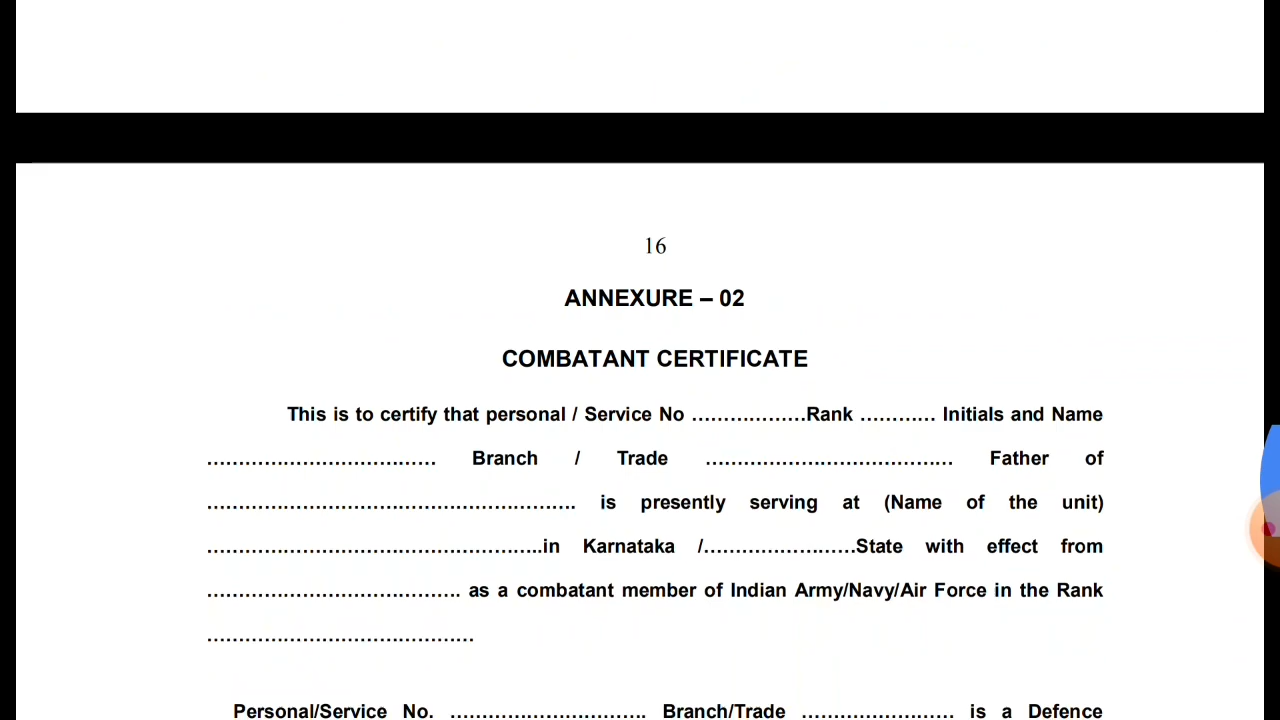 16
ANNEXURE – 02
COMBATANT CERTIFICATE
This is to certify that personal / Service No ………………Rank ………… Initials and Name
……………………………… Branch / Trade ………………………………… Father of
…………………………………………………. is presently serving at (Name of the unit)
……………………………………………..in Karnataka /……………………State with effect from
…………………………………. as a combatant member of Indian Army/Navy/Air Force in the Rank
……………………………………
Personal/Service No. …………………………. Branch/Trade …………………… is a Defence